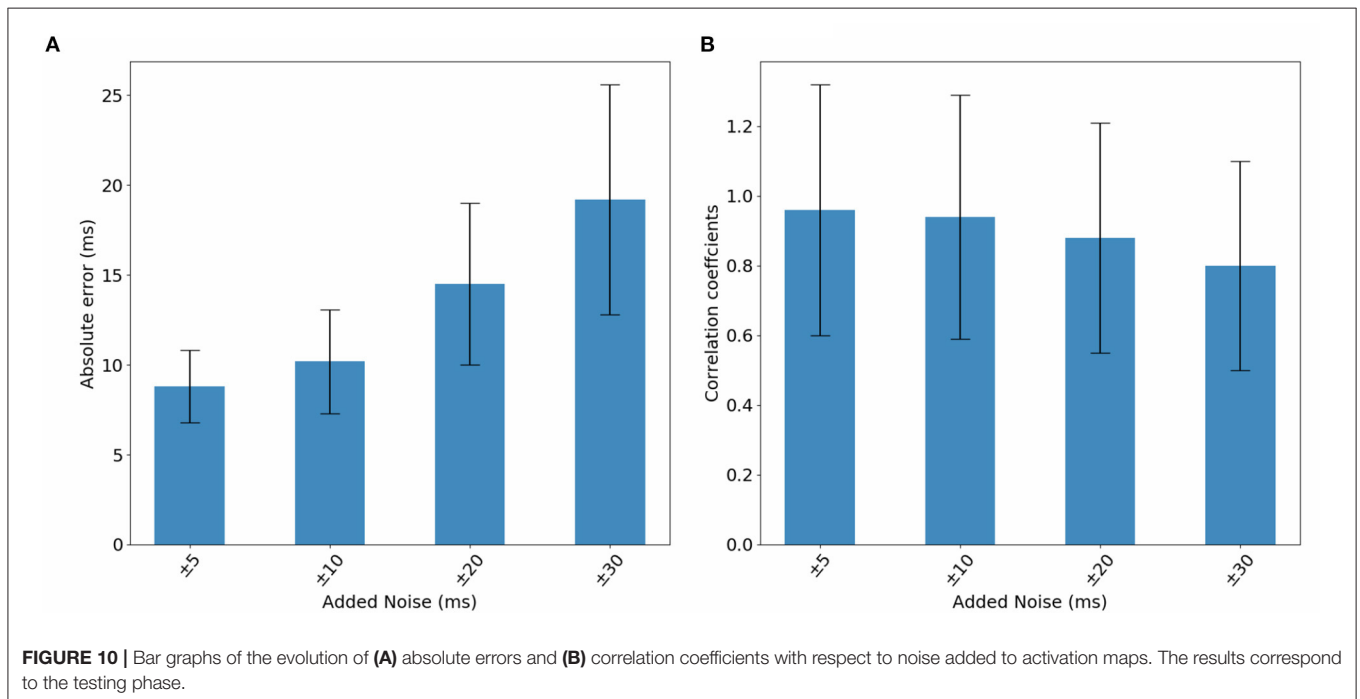 A
25
20
15
10
5
0
Absolute error (ms)
±5
±10
±20
±30
Added Noise (ms)
B
1.2
1.0
0.8
0.6
0.4
0.2
0.0
Correlation coeffcients
±5
±10
±20
±30
Added Noise (ms)
FIGURE 10 | Bar graphs of the evolution of (A) absolute errors and (B) correlation coefficients with respect to noise added to activation maps. The results correspond
to the testing phase.